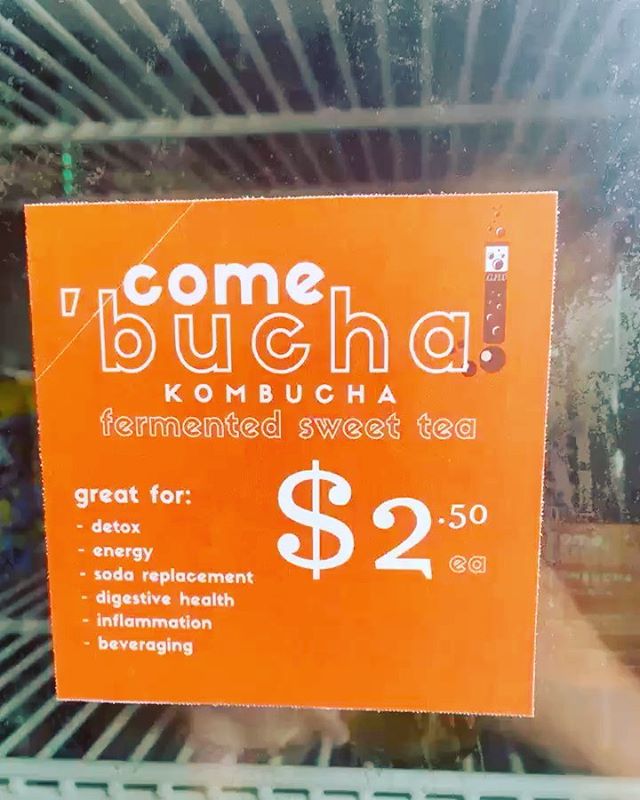 come
'bucha!
KOMBUCHA
fermented sweet tea
great for:
- detox
- energy
- soda replacement
- digestive health
- inflammation
- beveraging
$2.50
ea